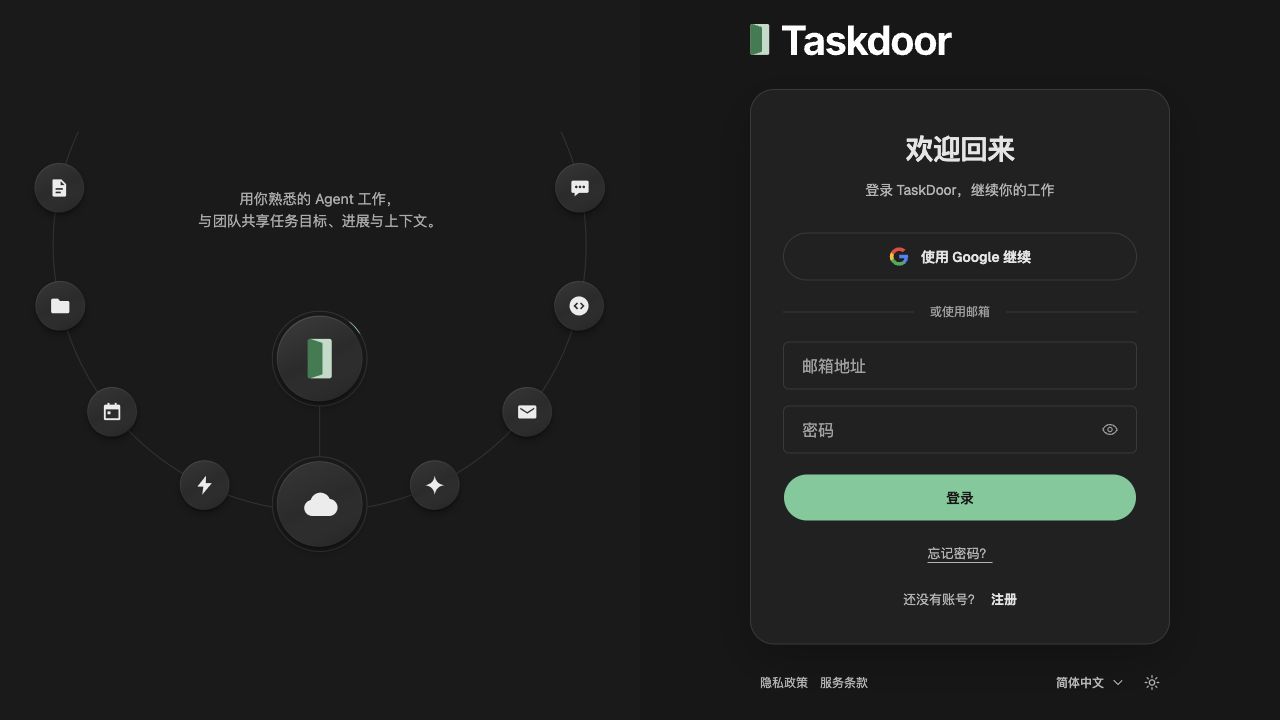 用你熟悉的 Agent 工作,
与团队共享任务目标、进展与上下文。
Taskdoor
欢迎回来
登录 TaskDoor，继续你的工作
使用 Google 继续
或使用邮箱
邮箱地址
密码
登录
忘记密码？
还没有账号？ 注册
隐私政策 服务条款 简体中文